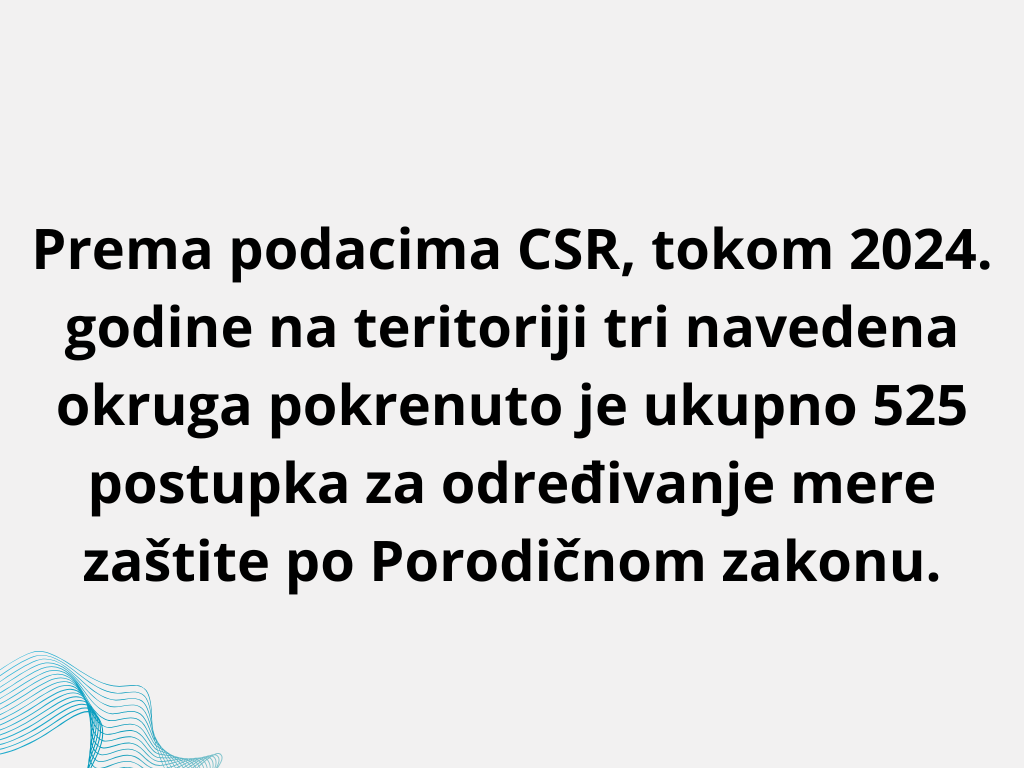 Prema podacima CSR, tokom 2024.
godine na teritoriji tri navedena
okruga pokrenuto je ukupno 525
postupka za određivanje mere
zaštite po Porodičnom zakonu.